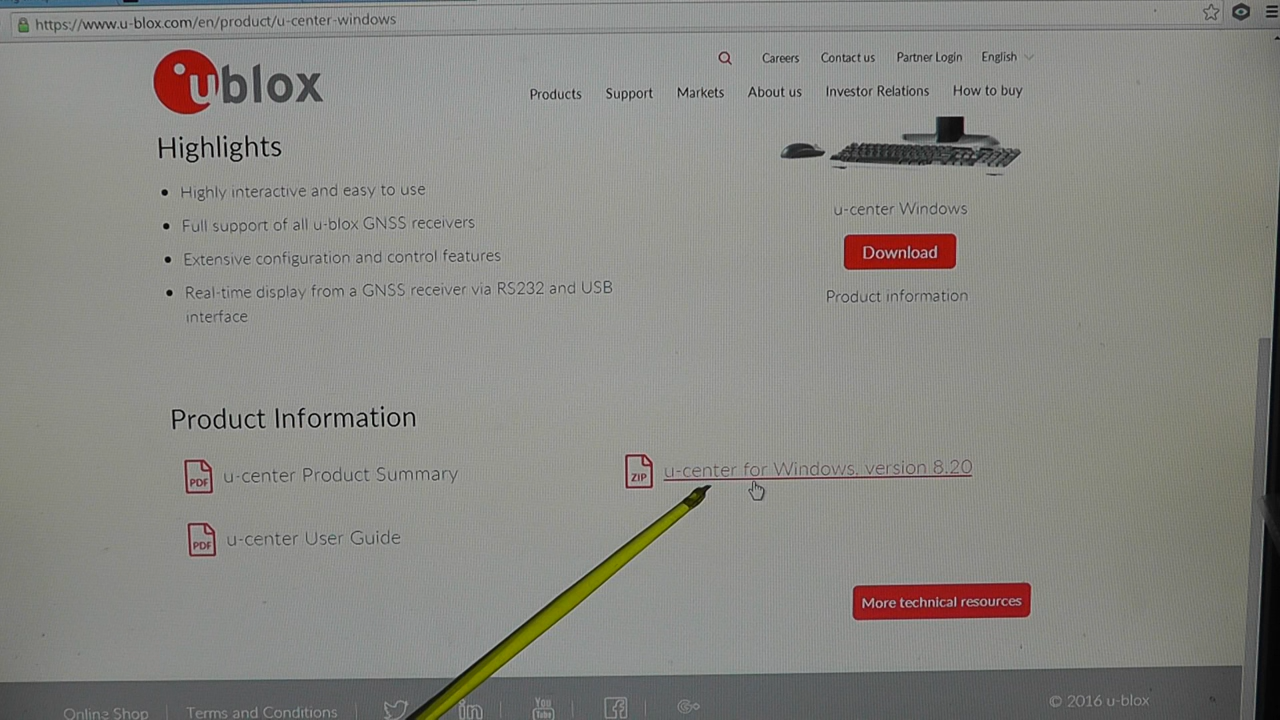 https://www.u-blox.com/en/product/u-center-windows
Careers Contact us Partner Login English
ublox
Products Support Markets About us Investor Relations How to buy
Highlights
Highly interactive and easy to use
Full support of all u-blox GNSS receivers
Extensive configuration and control features
Real-time display from a GNSS receiver via RS232 and USB
interface
u-center Windows
Download
Product information
Product Information
PDF u-center Product Summary
ZIP u-center for Windows, version 8.20
PDF u-center User Guide
More technical resources
Online Shop Terms and Conditions in You Tube f G+ © 2016 u-blox